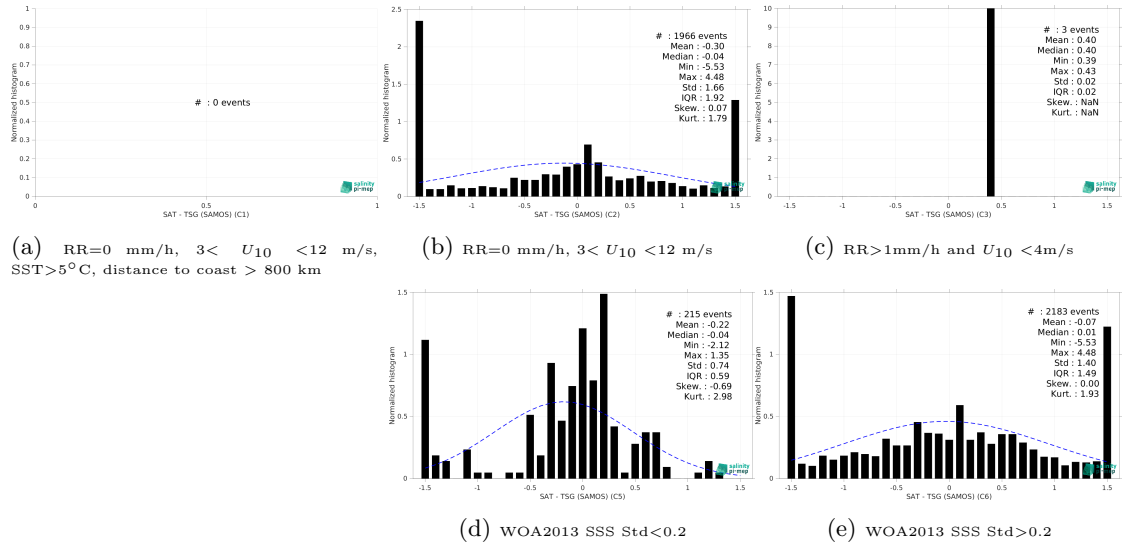 1
0.9
0.8
0.7
0.6
0.5
0.4
0.3
0.2
0.1
0
Normalized histogram
# : 0 events
salinity
pi-mep
0 0.5 1
SAT - TSG (SAMOS) (C1)
(a) RR=0 mm/h, 3< U10 <12 m/s,
SST>5°C, distance to coast > 800 km
2.5
2
1.5
1
0.5
0
Normalized histogram
# : 1966 events
Mean : -0.30
Median : -0.04
Min : -5.53
Max : 4.48
Std : 1.66
IQR : 1.92
Skew. : 0.07
Kurt. : 1.79
salinity
pi-mep
-1.5 -1 -0.5 0 0.5 1 1.5
SAT - TSG (SAMOS) (C2)
(b) RR=0 mm/h, 3< U10 <12 m/s
10
9
8
7
6
5
4
3
2
1
0
Normalized histogram
# : 3 events
Mean : 0.40
Median : 0.40
Min : 0.39
Max : 0.43
Std : 0.02
IQR : 0.02
Skew. : NaN
Kurt. : NaN
salinity
pi-mep
-1.5 -1 -0.5 0 0.5 1 1.5
SAT - TSG (SAMOS) (C3)
(c) RR>1mm/h and U10 <4m/s
1.5
1
0.5
0
Normalized histogram
# : 215 events
Mean : -0.22
Median : -0.04
Min : -2.12
Max : 1.35
Std : 0.74
IQR : 0.59
Skew. : -0.69
Kurt. : 2.98
salinity
pi-mep
-1.5 -1 -0.5 0 0.5 1 1.5
SAT - TSG (SAMOS) (C5)
(d) WOA2013 SSS Std<0.2
1.5
1
0.5
0
Normalized histogram
# : 2183 events
Mean : -0.07
Median : 0.01
Min : -5.53
Max : 4.48
Std : 1.40
IQR : 1.49
Skew. : 0.00
Kurt. : 1.93
salinity
pi-mep
-1.5 -1 -0.5 0 0.5 1 1.5
SAT - TSG (SAMOS) (C6)
(e) WOA2013 SSS Std>0.2